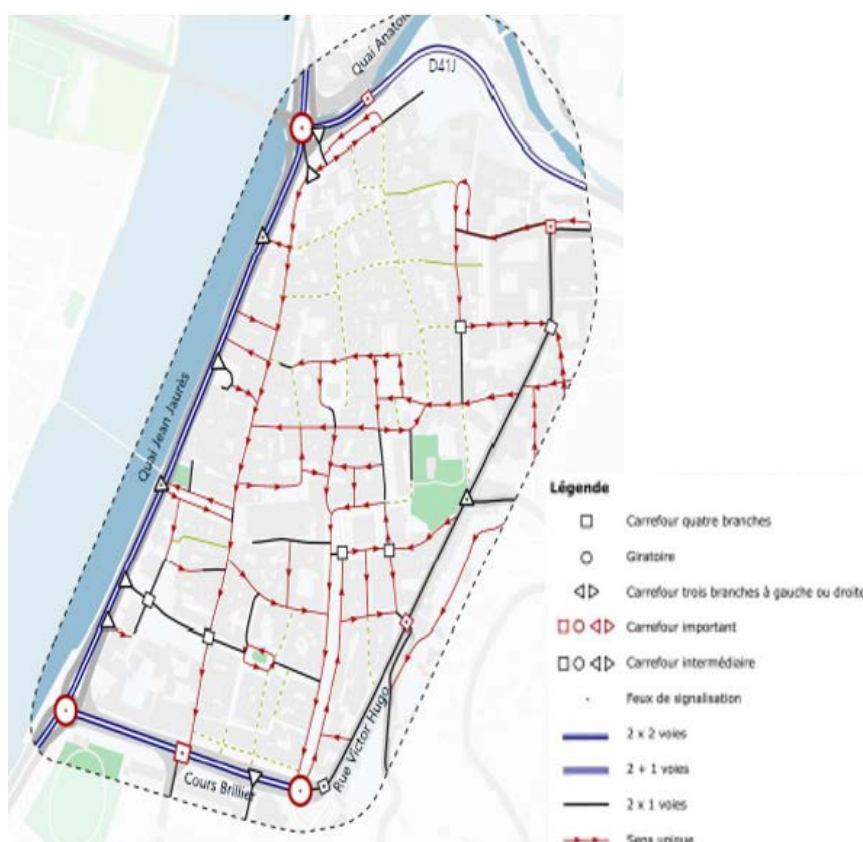 Quai Anatol
D41J
Quai Jean Jaurès
Cours Brillier
Rue Victor Hugo
Légende
Carrefour quatre branches
Giratoire
Carrefour trois branches à gauche ou droite
Carrefour important
Carrefour intermédiaire
Feux de signalisation
2 x 2 voies
2 + 1 voies
2 x 1 voies
Sens unique